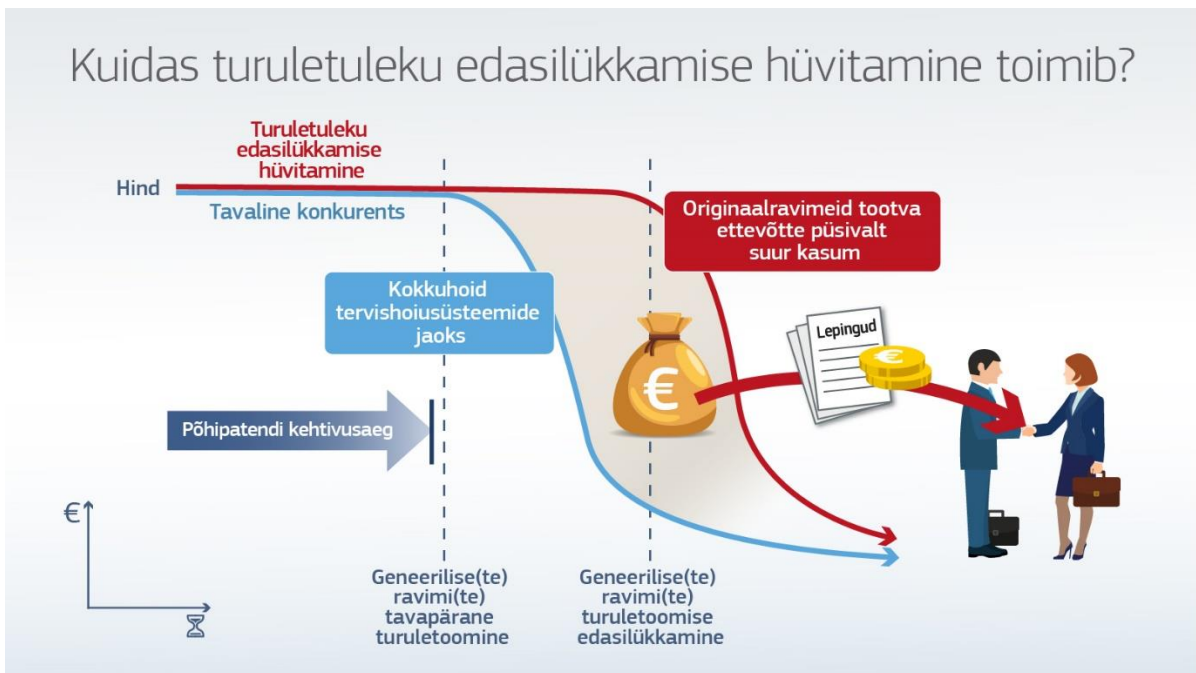 Kuidas turuletuleku edasilükkamise hüvitamine toimib?
Turuletuleku
edasilükkamise
hüvitamine
Hind
Tavaline konkurents
Originaalravimeid tootva
ettevõtte püsivalt
suur kasum
Kokkuhoid
tervishoiusüsteemide
jaoks
Lepingud
€
€
Põhipatendi kehtivusaeg
€
Geneerilise(te)
ravimi(te)
tavapärane
turuletoomine
Geneerilise(te)
ravimi(te)
turuletoomise
edasilükkamine